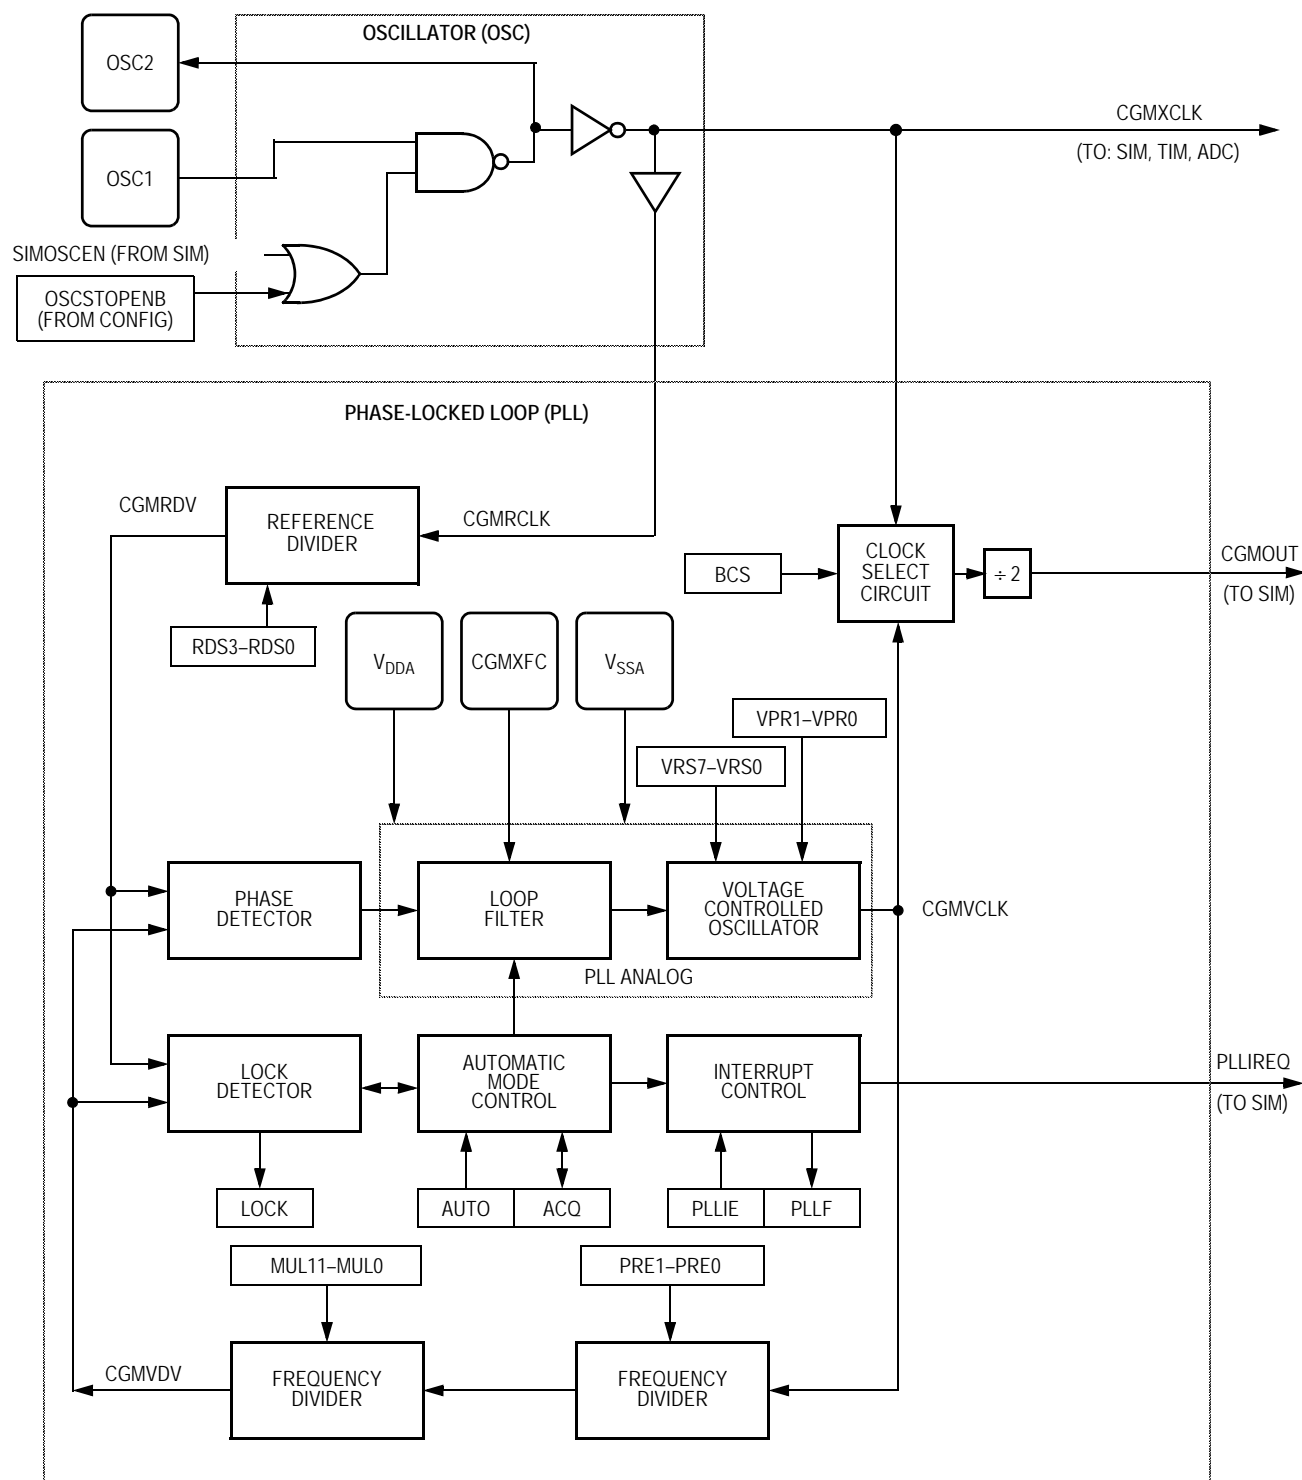 OSCILLATOR (OSC)
OSC2
CGMXCLK
(TO: SIM, TIM, ADC)
OSC1
SIMOSCEN (FROM SIM)
OSCSTOPENB
(FROM CONFIG)
PHASE-LOCKED LOOP (PLL)
CGMRDV
REFERENCE
DIVIDER
CGMRCLK
CLOCK
SELECT
CIRCUIT
BCS
÷ 2
CGMOUT
(TO SIM)
RDS3–RDS0
VDDA
CGMXFC
VSSA
VPR1–VPR0
VRS7–VRS0
PHASE
DETECTOR
LOOP
FILTER
VOLTAGE
CONTROLLED
OSCILLATOR
CGMVCLK
PLL ANALOG
LOCK
DETECTOR
AUTOMATIC
MODE
CONTROL
INTERRUPT
CONTROL
PLLIREQ
(TO SIM)
LOCK
AUTO
ACQ
PLLIE
PLLF
MUL11–MUL0
PRE1–PRE0
CGMVDV
FREQUENCY
DIVIDER
FREQUENCY
DIVIDER